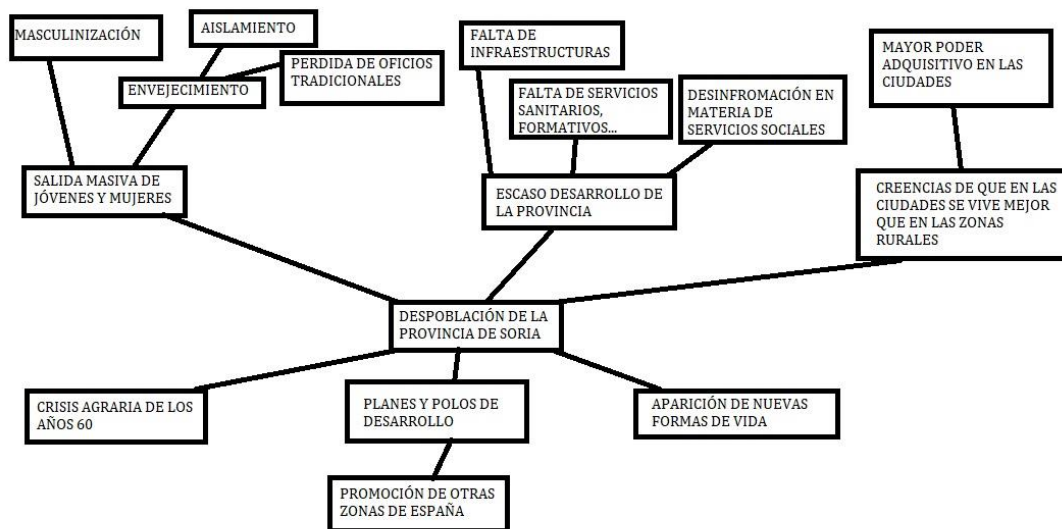 MASCULINIZACIÓN
AISLAMIENTO
ENVEJECIMIENTO
PERDIDA DE OFICIOS
TRADICIONALES
SALIDA MASIVA DE
JÓVENES Y MUJERES
FALTA DE
INFRAESTRUCTURAS
FALTA DE SERVICIOS
SANITARIOS,
FORMATIVOS...
DESINFROMACIÓN EN
MATERIA DE
SERVICIOS SOCIALES
ESCASO DESARROLLO DE
LA PROVINCIA
MAYOR PODER
ADQUISITIVO EN LAS
CIUDADES
CREENCIAS DE QUE EN LAS
CIUDADES SE VIVE MEJOR
QUE EN LAS ZONAS
RURALES
DESPOBLACIÓN DE LA
PROVINCIA DE SORIA
CRISIS AGRARIA DE LOS
AÑOS 60
PLANES Y POLOS DE
DESARROLLO
APARICIÓN DE NUEVAS
FORMAS DE VIDA
PROMOCIÓN DE OTRAS
ZONAS DE ESPAÑA